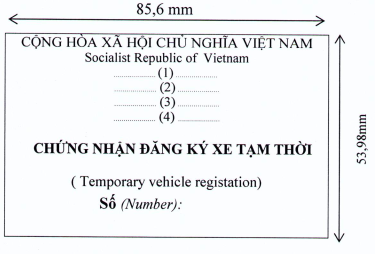 85,6 mm
CỘNG HÒA XÃ HỘI CHỦ NGHĨA VIỆT NAM
Socialist Republic of Vietnam
.............. (1) ..............
.............. (2) ..............
.............. (3) ..............
.............. (4) ..............
CHỨNG NHẬN ĐĂNG KÝ XE TẠM THỜI
( Temporary vehicle registation)
Số (Number):
53,98mm